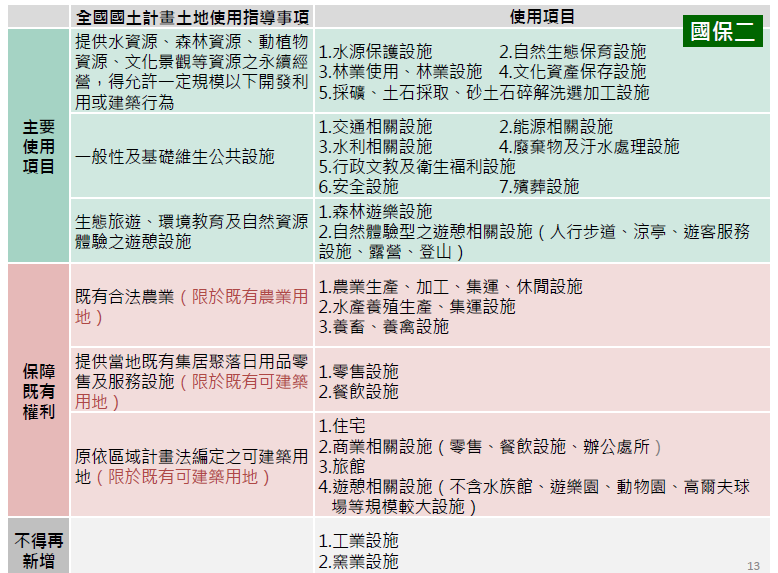 全國國土計畫土地使用指導事項
使用項目
國保二
主要
使用
項目
提供水資源、森林資源、動植物
資源、文化景觀等資源之永續經
營，得允許一定規模以下開發利
用或建築行為
1.水源保護設施 2.自然生態保育設施
3.林業使用、林業設施 4.文化資產保存設施
5.採礦、土石採取、砂土石碎解洗選加工設施
一般性及基礎維生公共設施
1.交通相關設施 2.能源相關設施
3.水利相關設施 4.廢棄物及汙水處理設施
5.行政文教及衛生福利設施
6.安全設施 7.殯葬設施
生態旅遊、環境教育及自然資源
體驗之遊憩設施
1.森林遊樂設施
2.自然體驗型之遊憩相關設施（人行步道、涼亭、遊客服務
設施、露營、登山）
保障
既有
權利
既有合法農業（限於既有農業用
地）
1.農業生產、加工、集運、休閒設施
2.水產養殖生產、集運設施
3.養畜、養禽設施
提供當地既有集居聚落日用品零
售及服務設施（限於既有可建築
用地）
1.零售設施
2.餐飲設施
原依區域計畫法編定之可建築用
地（限於既有可建築用地）
1.住宅
2.商業相關設施（零售、餐飲設施、辦公處所）
3.旅館
4.遊憩相關設施（不含水族館、遊樂園、動物園、高爾夫球
場等規模較大設施）
不得再
新增
1.工業設施
2.窯業設施
13